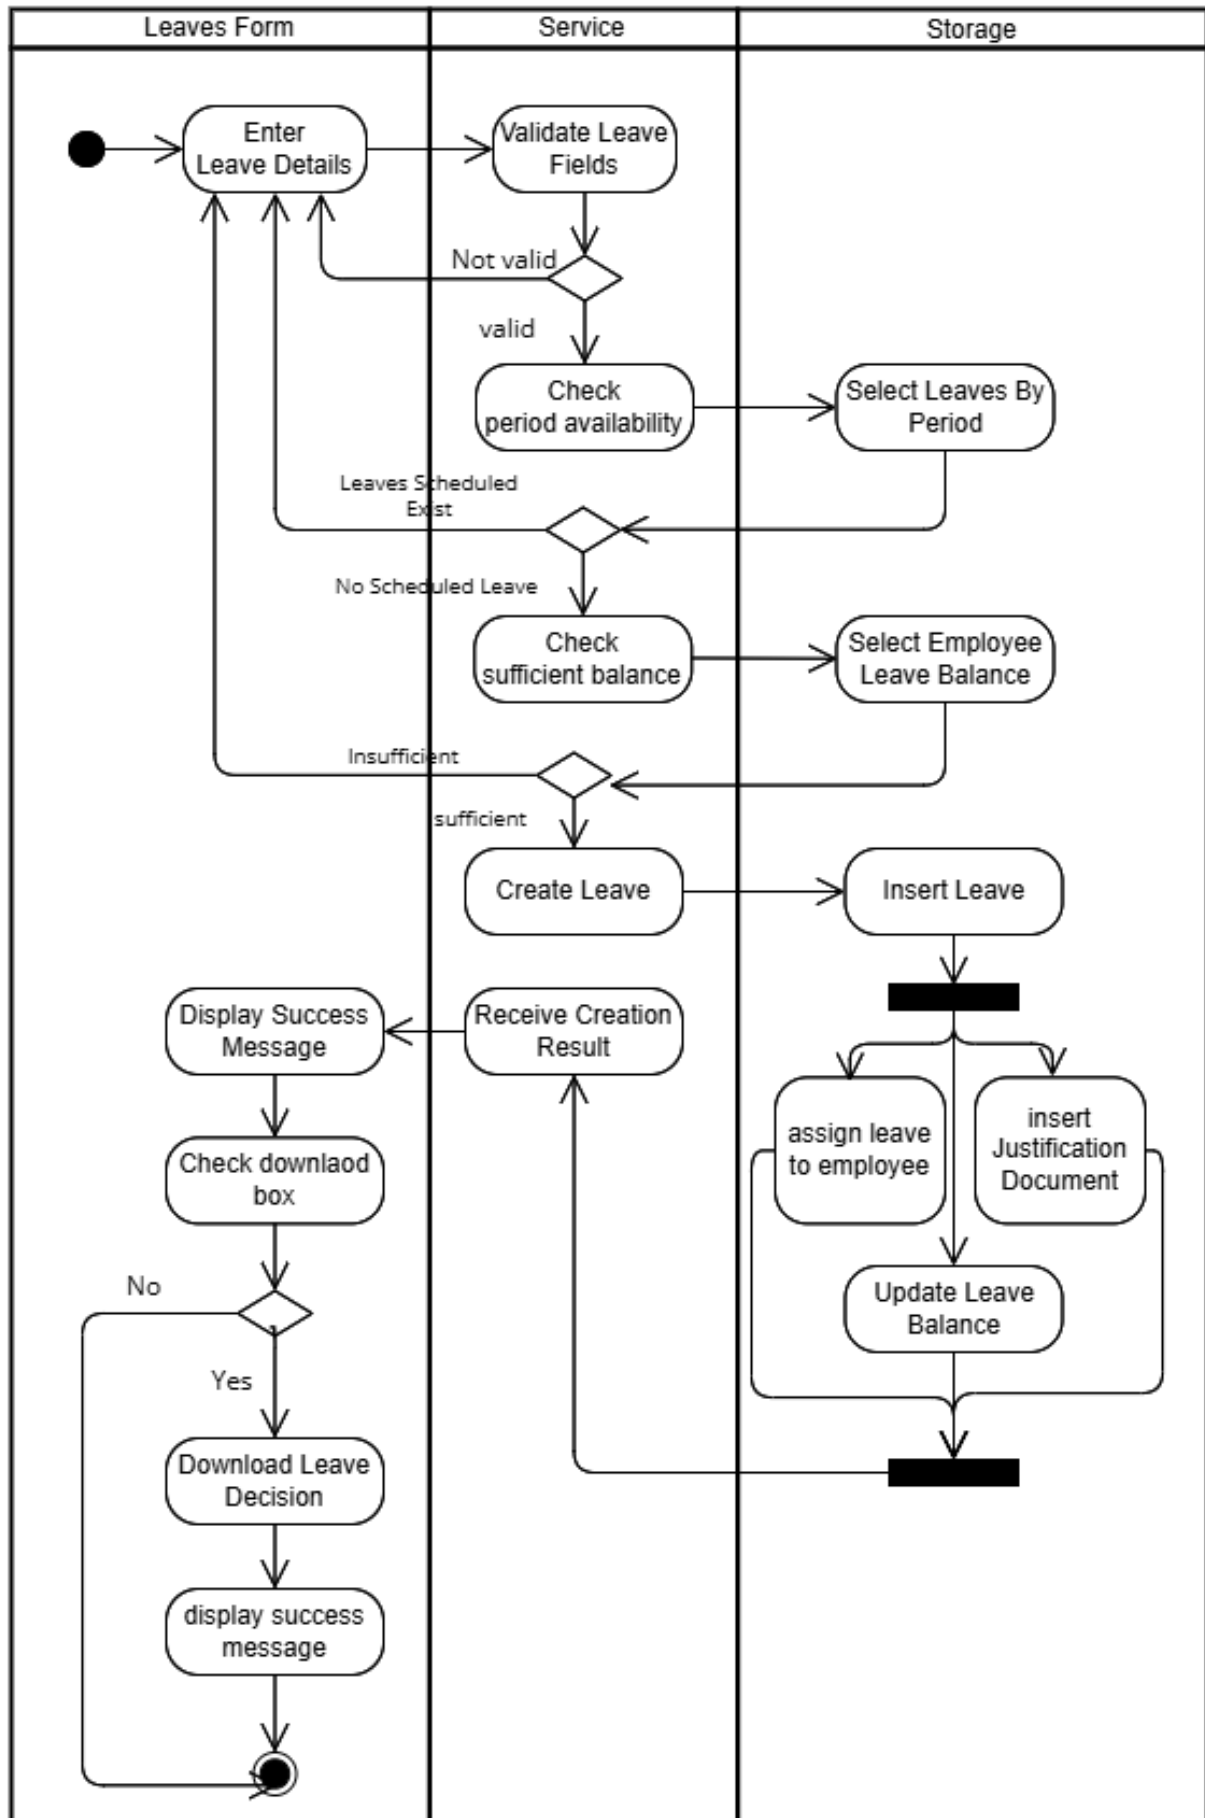 Leaves Form
Service
Storage
Enter
Leave Details
Validate Leave
Fields
Not valid
valid
Check
period availability
Select Leaves By
Period
Leaves Scheduled
Exist
No Scheduled Leave
Check
sufficient balance
Select Employee
Leave Balance
Insufficient
sufficient
Create Leave
Insert Leave
Display Success
Message
Receive Creation
Result
assign leave
to employee
insert
Justification
Document
Check downlaod
box
No
Update Leave
Balance
Yes
Download Leave
Decision
display success
message